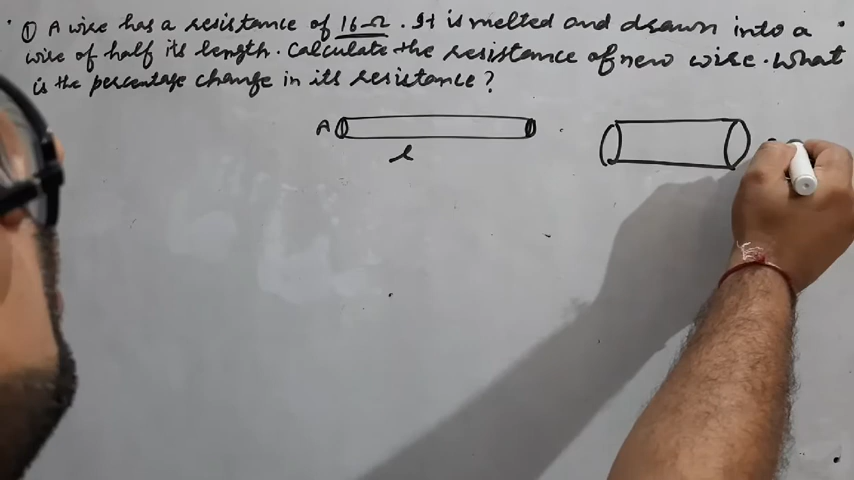 ① A wire has a resistance of 16Ω. It is melted and drawn into a
wire of half its length. Calculate the resistance of new wire. What
is the percentage change in its resistance?
A
l